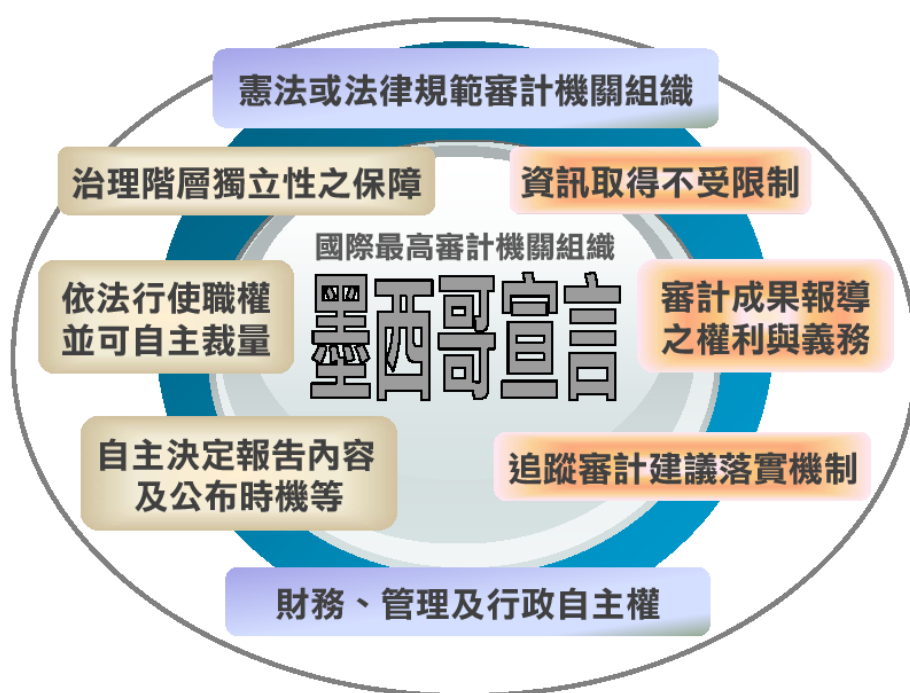 憲法或法律規範審計機關組織
治理階層獨立性之保障
資訊取得不受限制
國際最高審計機關組織
墨西哥宣言
依法行使職權
並可自主裁量
審計成果報導
之權利與義務
自主決定報告內容
及公布時機等
追蹤審計建議落實機制
財務、管理及行政自主權